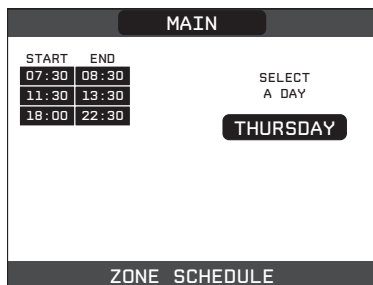 MAIN
START END
07:30 08:30
11:30 13:30
18:00 22:30
SELECT
A DAY
THURSDAY
ZONE SCHEDULE